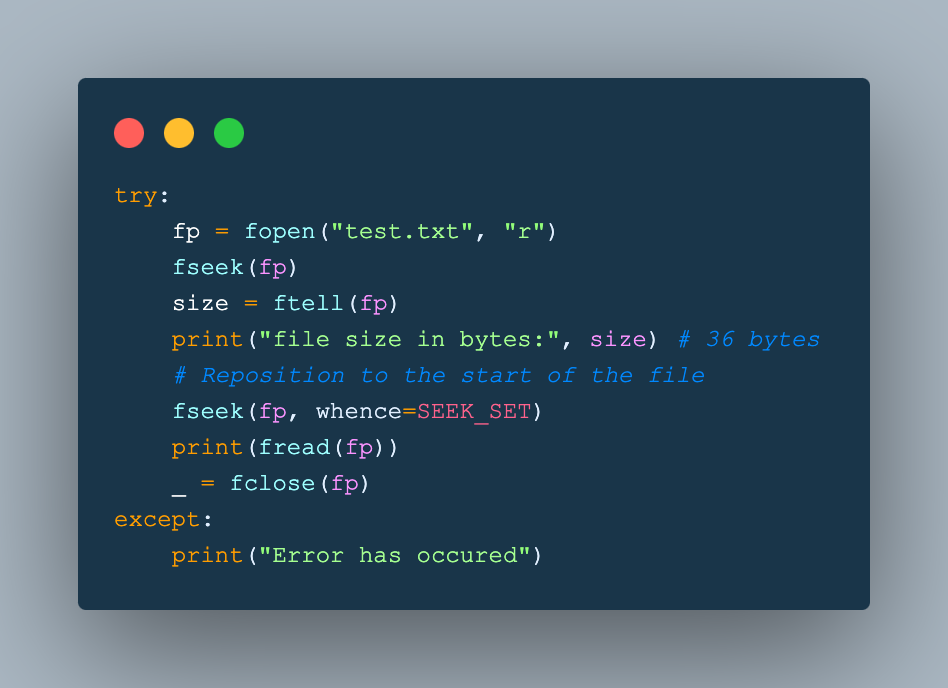 try:
    fp = fopen("test.txt", "r")
    fseek(fp)
    size = ftell(fp)
    print("file size in bytes:", size) # 36 bytes
    # Reposition to the start of the file
    fseek(fp, whence=SEEK_SET)
    print(fread(fp))
    _ = fclose(fp)
except:
    print("Error has occured")